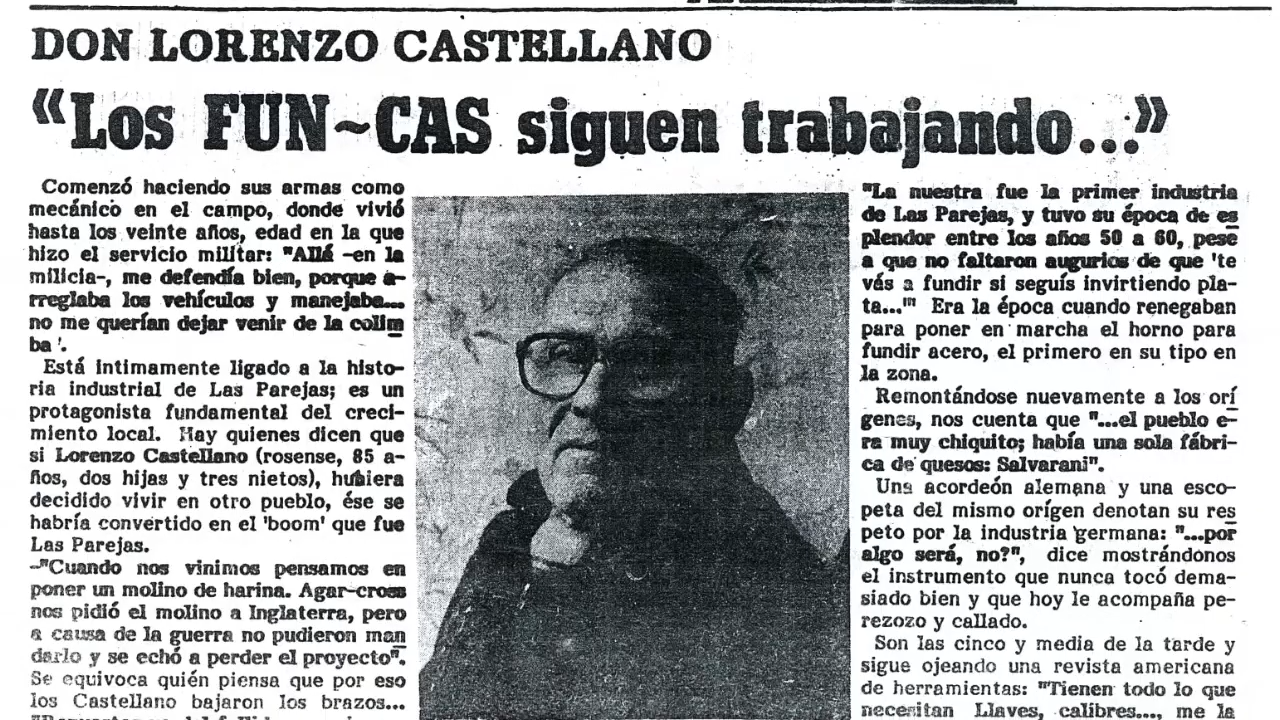 DON LORENZO CASTELLANO
«Los FUN~CAS siguen trabajando...»
Comenzó haciendo sus armas como
mecánico en el campo, donde vivió
hasta los veinte años, edad en la que
hizo el servicio militar: "Allá -en la
milicia-, me defendía bien, porque a-
rreglaba los vehículos y manejaba...
no me querían dejar venir de la colim
ba'.
Está íntimamente ligado a la histo-
ria industrial de Las Parejas; es un
protagonista fundamental del creci-
miento local. Hay quienes dicen que
si Lorenzo Castellano (rosense, 85 a-
ños, dos hijas y tres nietos), hubiera
decidido vivir en otro pueblo, ése se
habría convertido en el 'boom' que fue
Las Parejas.
-"Cuando nos vinimos pensamos en
poner un molino de harina. Agar-cross
nos pidió el molino a Inglaterra, pero
a causa de la guerra no pudieron man
darlo y se echó a perder el proyecto".
Se equivoca quién piensa que por eso
los Castellano bajaron los brazos...
"La nuestra fue la primer industria
de Las Parejas, y tuvo su época de es
plendor entre los años 50 a 60, pese
a que no faltaron augurios de que 'te
vás a fundir si seguís invirtiendo pla-
ta...'" Era la época cuando renegaban
para poner en marcha el horno para
fundir acero, el primero en su tipo en
la zona.
Remontándose nuevamente a los orí
genes, nos cuenta que "...el pueblo e-
ra muy chiquito; había una sola fábri-
ca de quesos: Salvarani".
Una acordeón alemana y una esco-
peta del mismo orígen denotan su res
peto por la industria germana: "...por
algo será, no?", dice mostrándonos
el instrumento que nunca tocó dema-
siado bien y que hoy le acompaña pe-
rezozo y callado.
Son las cinco y media de la tarde y
sigue ojeando una revista americana
de herramientas: "Tienen todo lo que
necesitan Llaves, calibres..., me la